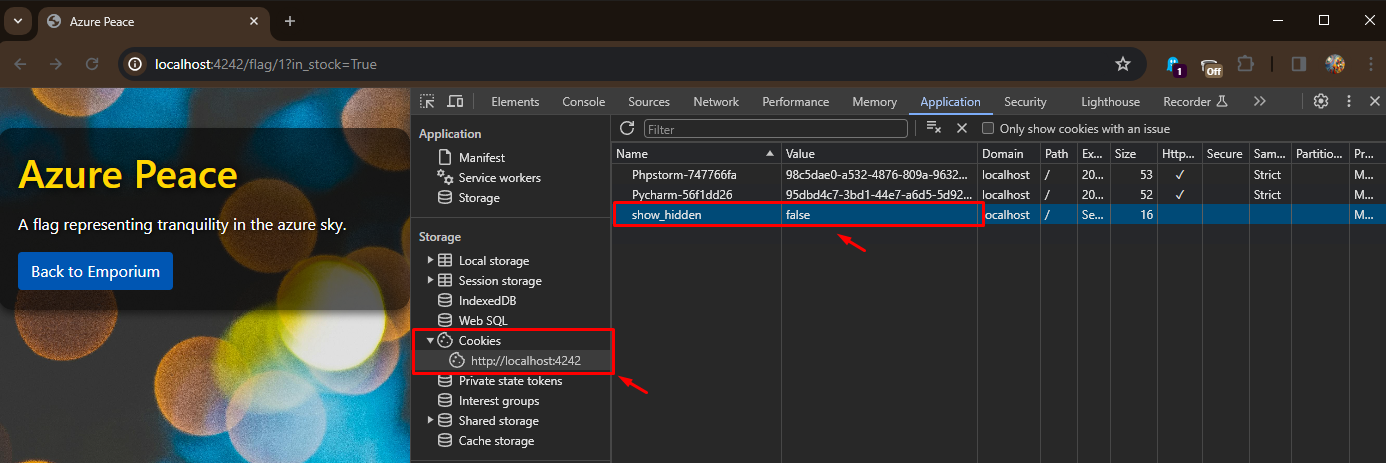 Azure Peace
localhost:4242/flag/1?in_stock=True
1
Off
Elements Console Sources Network Performance Memory Application Security Lighthouse Recorder
Azure Peace
A flag representing tranquility in the azure sky.
Back to Emporium
Application
Manifest
Service workers
Storage
Storage
Local storage
Session storage
IndexedDB
Web SQL
Cookies
http://localhost:4242
Private state tokens
Interest groups
Shared storage
Cache storage
Filter
Only show cookies with an issue
Name Value Domain Path Ex... Size Http... Secure Sam... Partitio... Pr...
Phpstorm-747766fa 98c5dae0-a532-4876-809a-9632... localhost / 20... 53 ✓ Strict M...
Pycharm-56f1dd26 95dbd4c7-3bd1-44e7-a6d5-5d92... localhost / 20... 52 ✓ Strict M...
show_hidden false localhost / Se... 16 M...